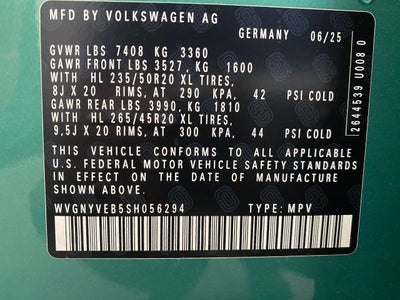 MFD BY VOLKSWAGEN AG
GERMANY 06/25
GVWR LBS 7408 KG 3360
GAWR FRONT LBS 3527, KG 1600
WITH HL 235/50R20 XL TIRES,
8J X 20 RIMS, AT 290 KPA, 42 PSI COLD
GAWR REAR LBS 3990, KG 1810
WITH HL 265/45R20 XL TIRES,
9,5J X 20 RIMS, AT 300 KPA, 44 PSI COLD
THIS VEHICLE CONFORMS TO ALL APPLICABLE
U.S. FEDERAL MOTOR VEHICLE SAFETY STANDARDS
IN EFFECT ON THE DATE OF MANUFACTURE
SHOWN ABOVE.
WVGNYVEB5SH056294 TYPE: MPV
2644539 U008 0